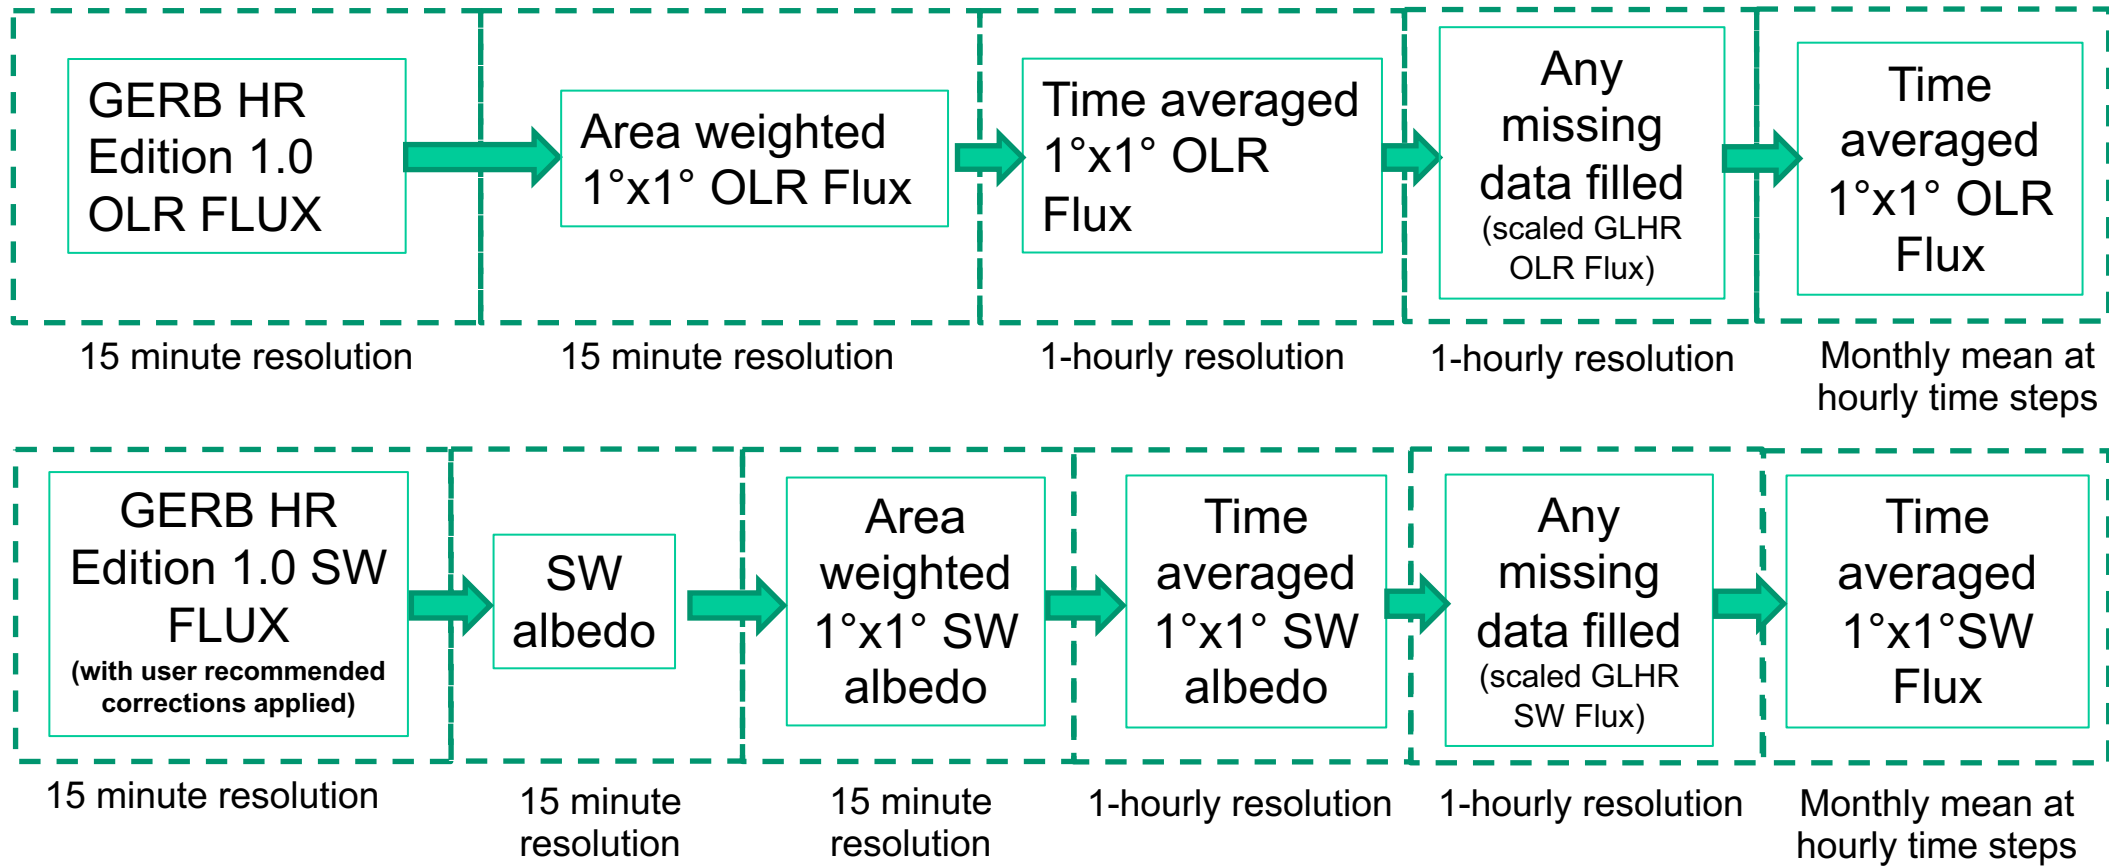 GERB HR
Edition 1.0
OLR FLUX
Area weighted
1°x1° OLR Flux
Time averaged
1°x1° OLR
Flux
Any
missing
data filled
(scaled GLHR
OLR Flux)
Time
averaged
1°x1° OLR
Flux
15 minute resolution
15 minute resolution
1-hourly resolution
1-hourly resolution
Monthly mean at
hourly time steps
GERB HR
Edition 1.0 SW
FLUX
(with user recommended
corrections applied)
SW
albedo
Area
weighted
1°x1° SW
albedo
Time
averaged
1°x1° SW
albedo
Any
missing
data filled
(scaled GLHR
SW Flux)
Time
averaged
1°x1°SW
Flux
15 minute resolution
15 minute
resolution
15 minute
resolution
1-hourly resolution
1-hourly resolution
Monthly mean at
hourly time steps